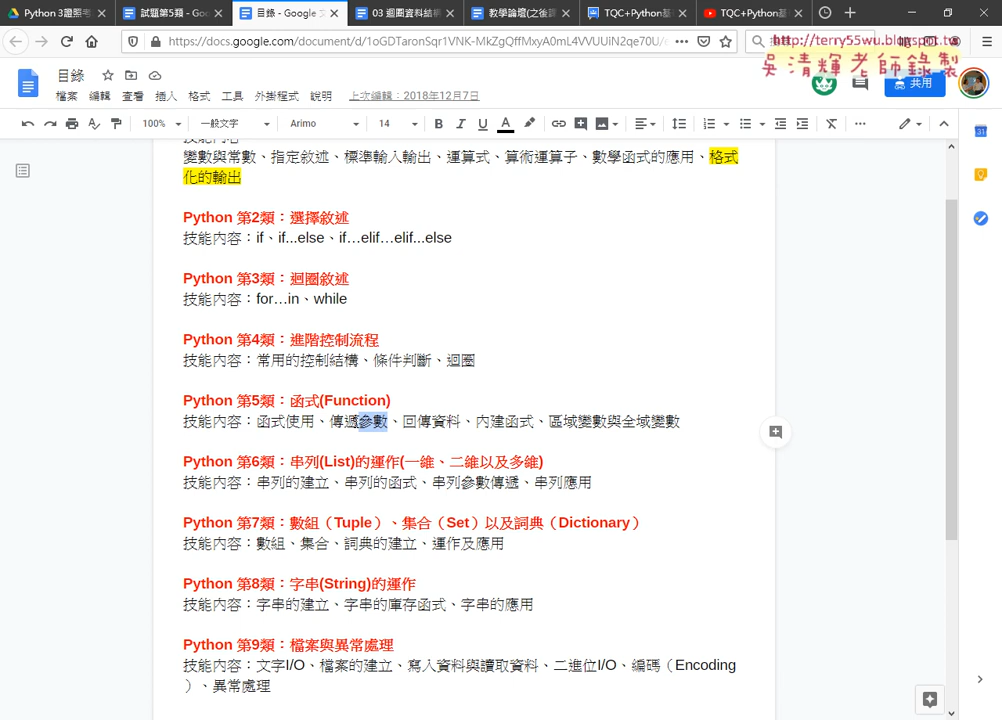 Python 3證照考
試題第5類 - Goo
目錄 - Google 文
03 迴圈資料結構
教學論壇(之後課
TQC+Python基
TQC+Python基
https://docs.google.com/document/d/1oGDTaronSqr1VNK-MkZgQffMxyA0mL4VVUUiN2qe70U/
http://terry55wu.blogspot.tw
吳清輝老師錄製
目錄
檔案 編輯 查看 插入 格式 工具 外掛程式 說明 上次編輯：2018年12月7日
共用
100% 一般文字 Arimo 14 B I U A
變數與常數、指定敘述、標準輸入輸出、運算式、算術運算子、數學函式的應用、格式
化的輸出
Python 第2類：選擇敘述
技能內容：if、if...else、if…elif…elif...else
Python 第3類：迴圈敘述
技能內容：for…in、while
Python 第4類：進階控制流程
技能內容：常用的控制結構、條件判斷、迴圈
Python 第5類：函式(Function)
技能內容：函式使用、傳遞參數、回傳資料、內建函式、區域變數與全域變數
Python 第6類：串列(List)的運作(一維、二維以及多維)
技能內容：串列的建立、串列的函式、串列參數傳遞、串列應用
Python 第7類：數組（Tuple）、集合（Set）以及詞典（Dictionary）
技能內容：數組、集合、詞典的建立、運作及應用
Python 第8類：字串(String)的運作
技能內容：字串的建立、字串的庫存函式、字串的應用
Python 第9類：檔案與異常處理
技能內容：文字I/O、檔案的建立、寫入資料與讀取資料、二進位I/O、編碼（Encoding
）、異常處理